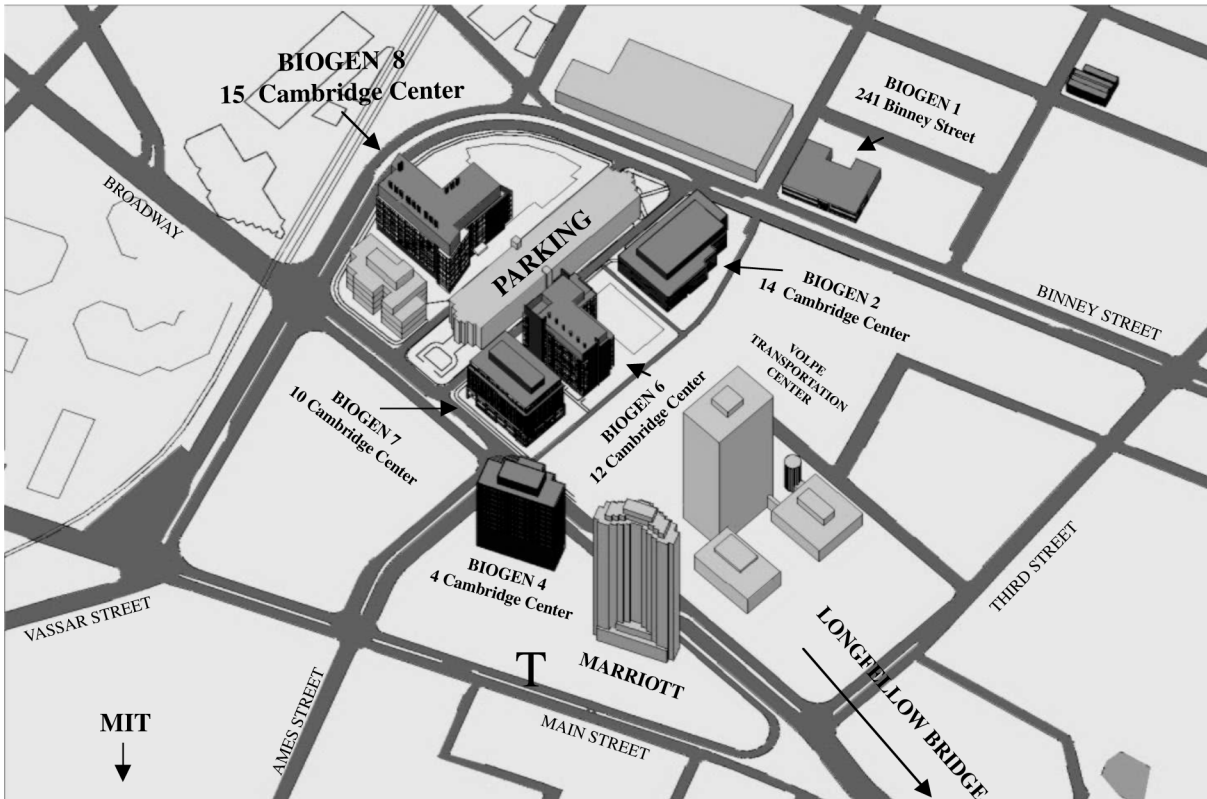 BIOGEN 8
15 Cambridge Center
BIOGEN 1
241 Binney Street
BROADWAY
PARKING
BIOGEN 2
14 Cambridge Center
BINNEY STREET
VOLPE
TRANSPORTATION
CENTER
BIOGEN 7
10 Cambridge Center
BIOGEN 6
12 Cambridge Center
BIOGEN 4
4 Cambridge Center
THIRD STREET
VASSAR STREET
LONGFELLOW BRIDGE
T
MARRIOTT
MIT
AMES STREET
MAIN STREET